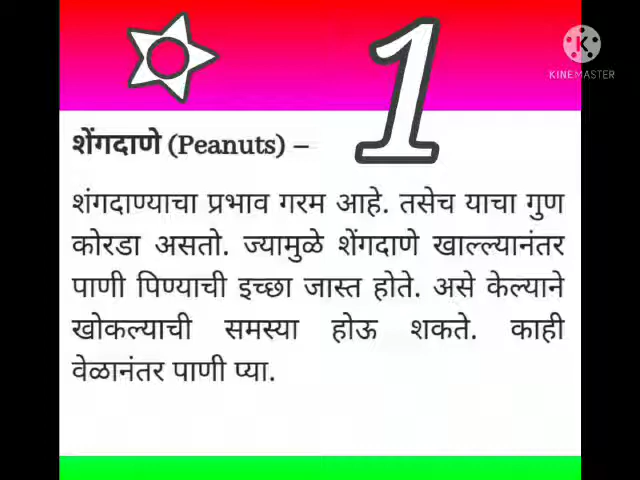 1
K
KINEMASTER
शेंगदाणे (Peanuts) –
शंगदाण्याचा प्रभाव गरम आहे. तसेच याचा गुण
कोरडा असतो. ज्यामुळे शेंगदाणे खाल्ल्यानंतर
पाणी पिण्याची इच्छा जास्त होते. असे केल्याने
खोकल्याची समस्या होऊ शकते. काही
वेळानंतर पाणी प्या.